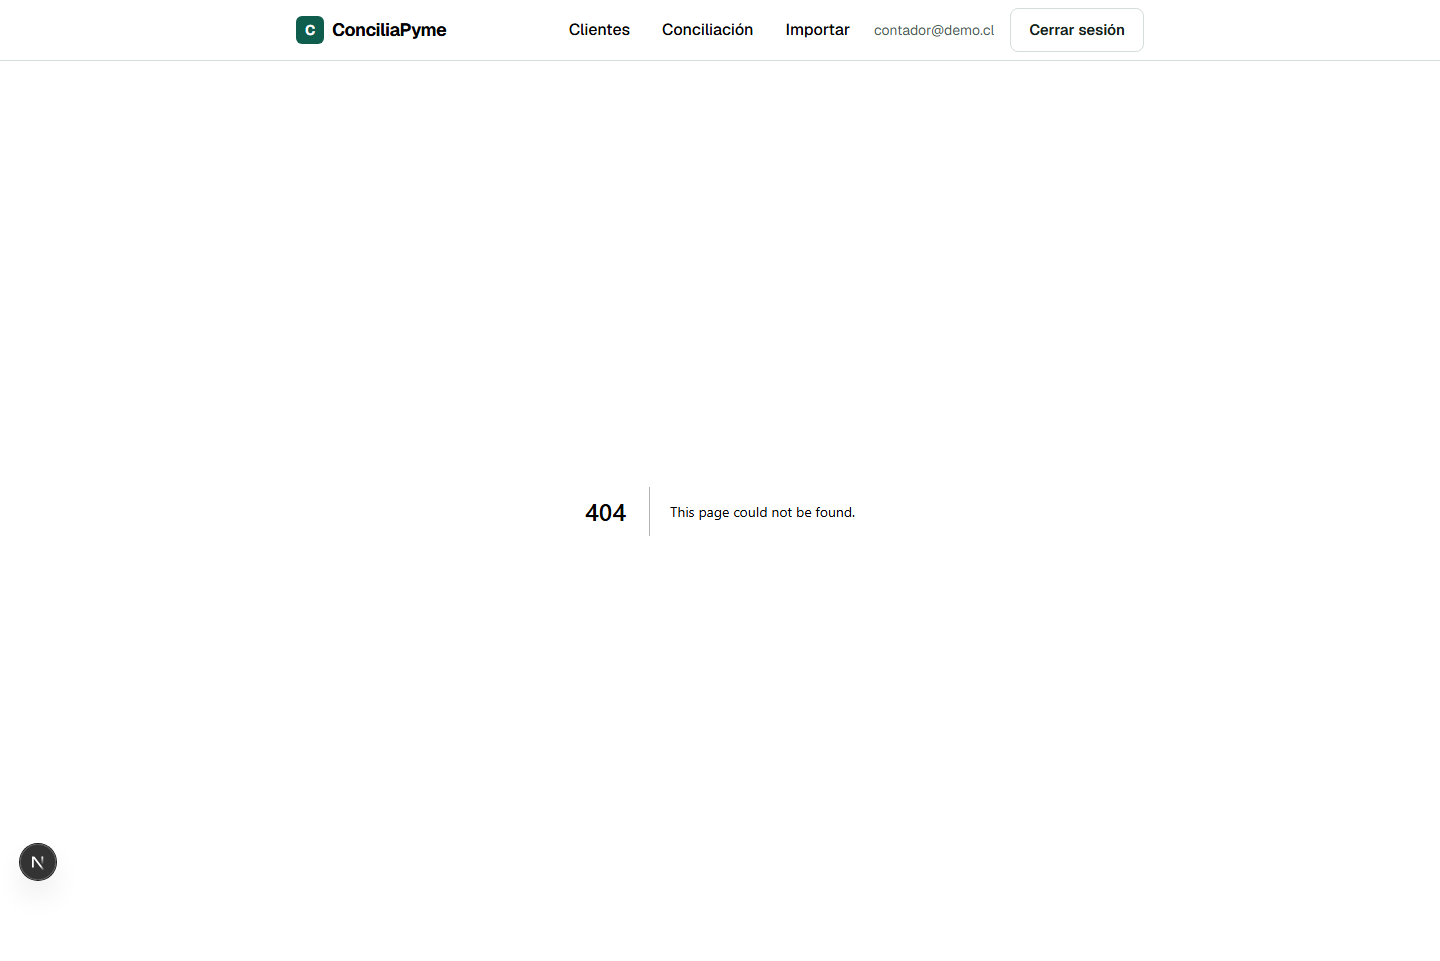 C ConciliaPyme Clientes Conciliación Importar contador@demo.cl Cerrar sesión
404 This page could not be found.
N